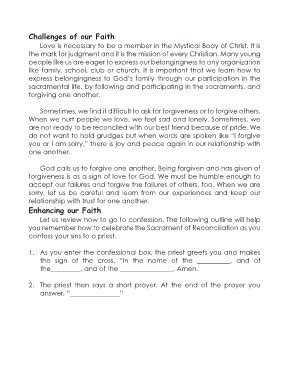 Challenges of our Faith
Love is necessary to be a member in the Mystical Body of Christ. It is
the mark for judgment and it is the mission of every Christian. Many young
people like us are eager to express our belongingness to any organization
like family, school, club or church. It is important that we learn how to
express belongingness to God's family through our participation in the
sacramental life, by following and participating in the sacraments, and
forgiving one another.
Sometimes, we find it difficult to ask for forgiveness or to forgive others.
When we hurt people we love, we feel sad and lonely. Sometimes, we
are not ready to be reconciled with our best friend because of pride. We
do not want to hold grudges but when words are spoken like "I forgive
you or I am sorry," there is joy and peace again in our relationship with
one another.
God calls us to forgive one another. Being forgiven and has given of
forgiveness is as a sign of love for God. We must be humble enough to
accept our failures and forgive the failures of others, too. When we are
sorry, let us be careful and learn from our experiences and keep our
relationship with trust for one another.
Enhancing our Faith
Let us review how to go to confession. The following outline will help
you remember how to celebrate the Sacrament of Reconciliation as you
confess your sins to a priest.
1. As you enter the confessional box, the priest greets you and makes
the sign of the cross. "In the name of the __________, and of
the_________, and of the ________________. Amen.
2. The priest then says a short prayer. At the end of the prayer you
answer, "______________"